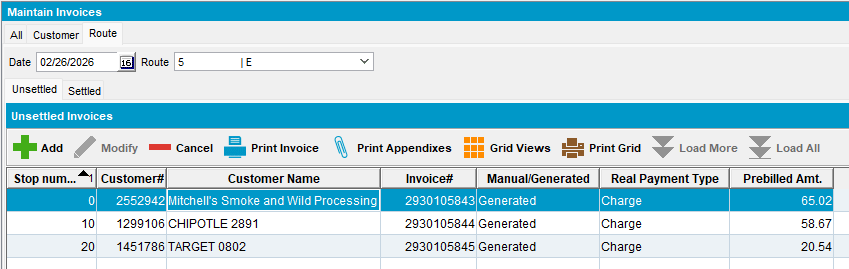 Maintain Invoices
All Customer Route
Date 02/26/2026 16 Route 5 | E
Unsettled Settled
Unsettled Invoices
Add Modify Cancel Print Invoice Print Appendixes Grid Views Print Grid Load More Load All
Stop num... 1 Customer# Customer Name Invoice# Manual/Generated Real Payment Type Prebilled Amt.
0 2552942 Mitchell's Smoke and Wild Processing 2930105843 Generated Charge 65.02
10 1299106 CHIPOTLE 2891 2930105844 Generated Charge 58.67
20 1451786 TARGET 0802 2930105845 Generated Charge 20.54